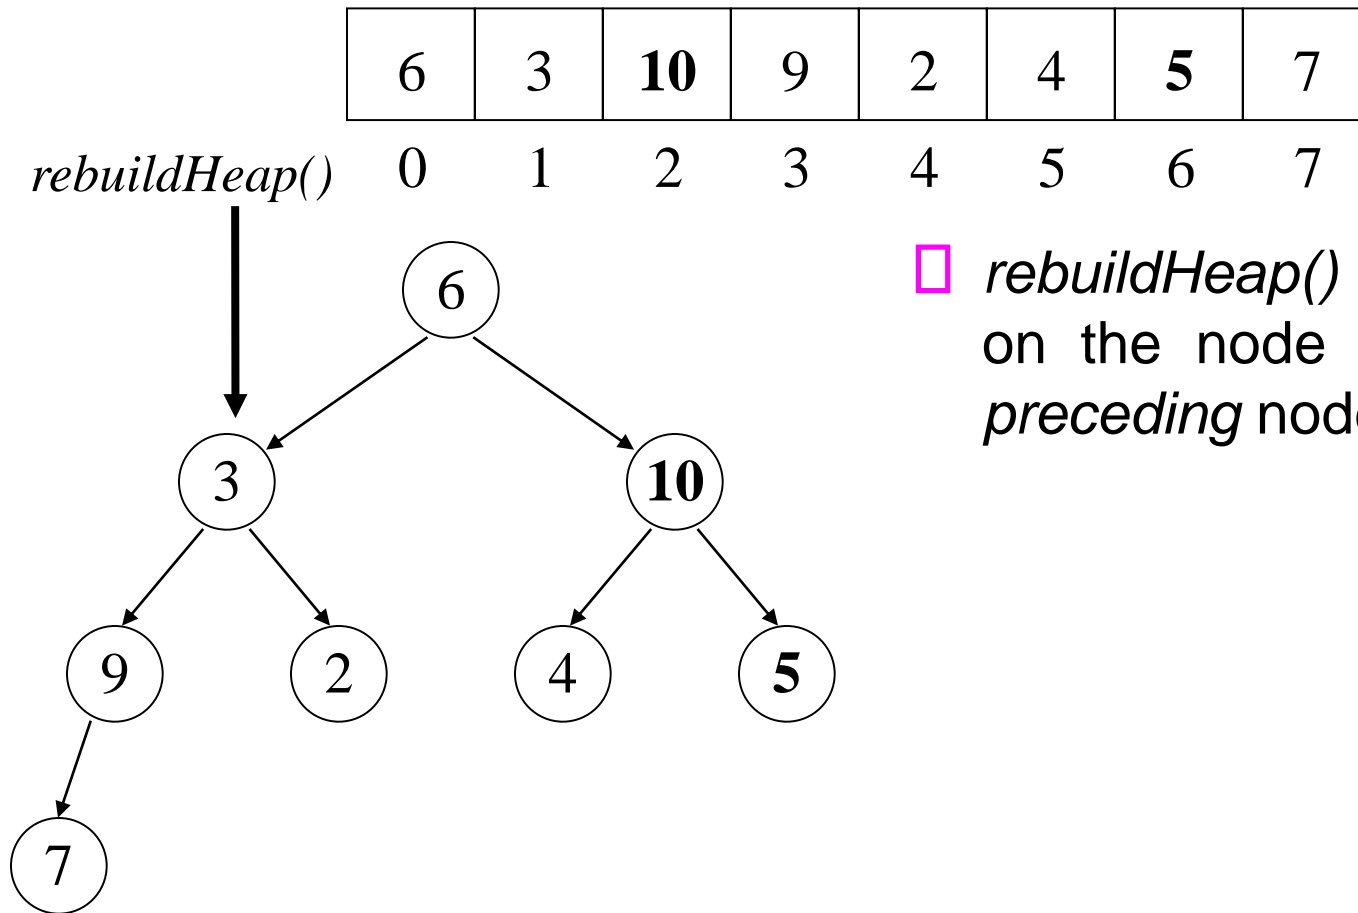 6 3 10 9 2 4 5 7
rebuildHeap() 0 1 2 3 4 5 6 7
rebuildHeap()
on the node
preceding
6
3 10
9 2 4 5
7